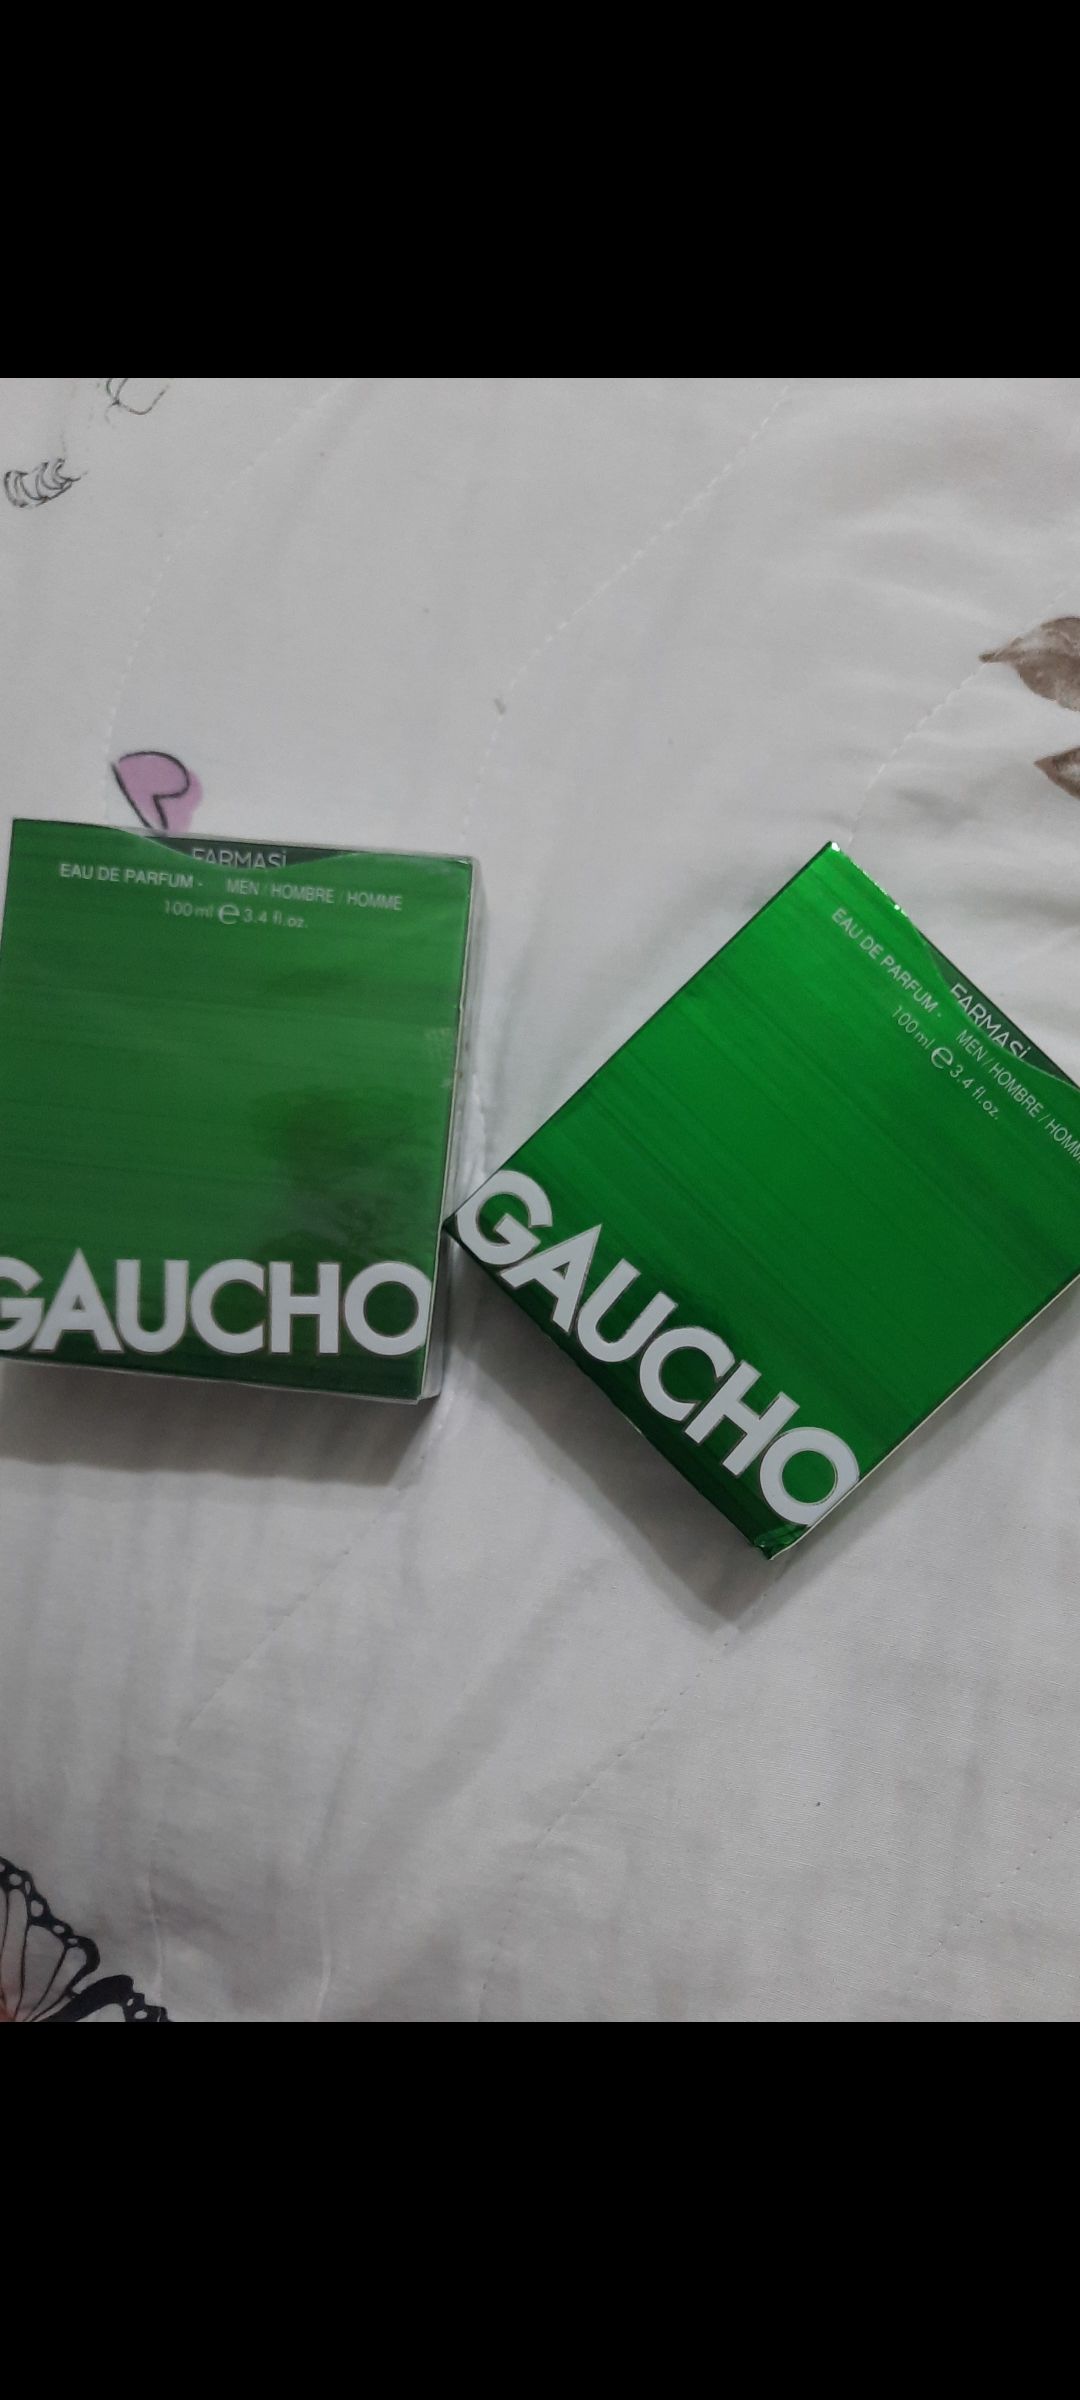 FARMASİ
EAU DE PARFUM - MEN / HOMBRE / HOMME
100 ml e 3.4 fl.oz.
GAUCHO
FARMASİ
EAU DE PARFUM - MEN / HOMBRE / HOMM
100 ml e 3.4 fl.oz.
GAUCHO